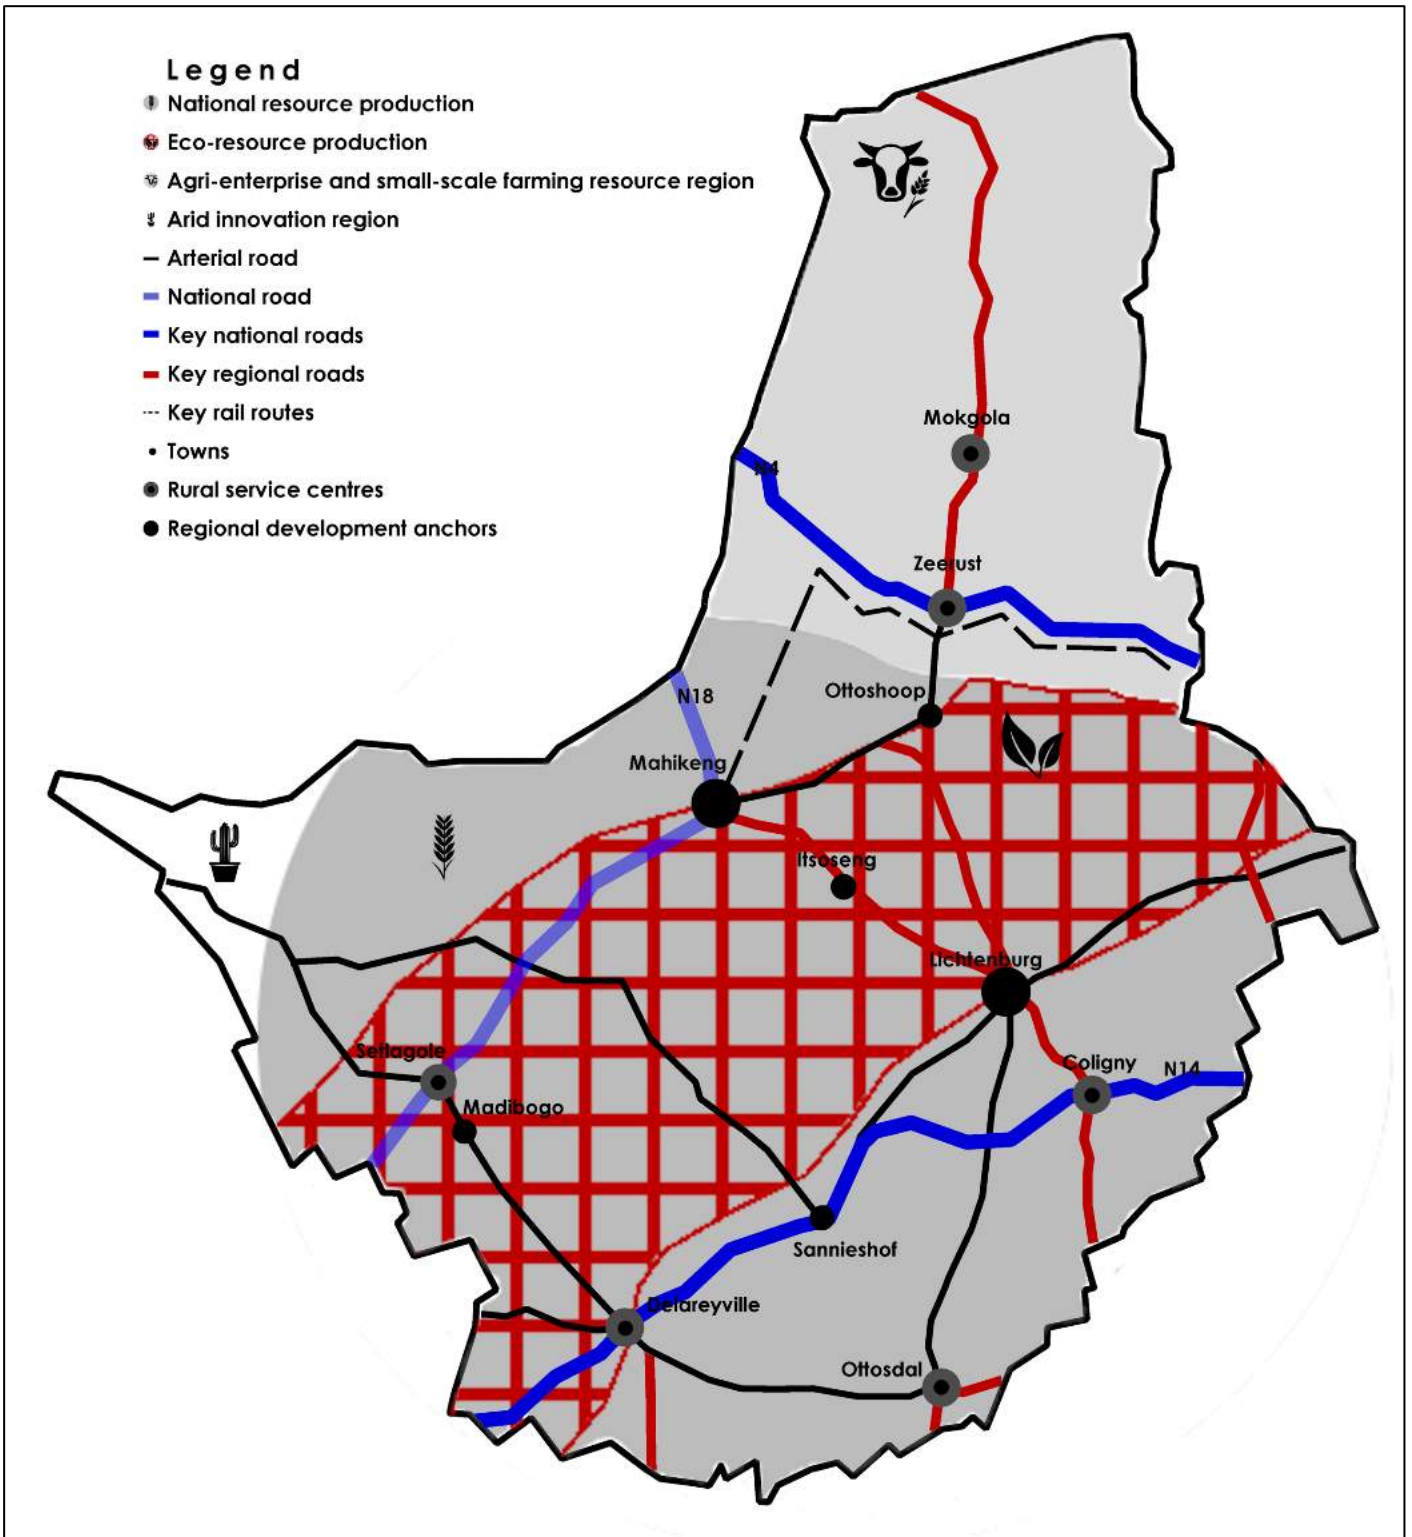 Legend
National resource production
Eco-resource production
Agri-enterprise and small-scale farming resource region
Arid innovation region
Arterial road
National road
Key national roads
Key regional roads
Key rail routes
Towns
Rural service centres
Regional development anchors
Mokgola
N4
Zeerust
Ottoshoop
N18
Mahikeng
Itsoseng
Lichtenburg
Setlagole
Coligny
N14
Madibogo
Sannieshof
Delareyville
Ottosdal